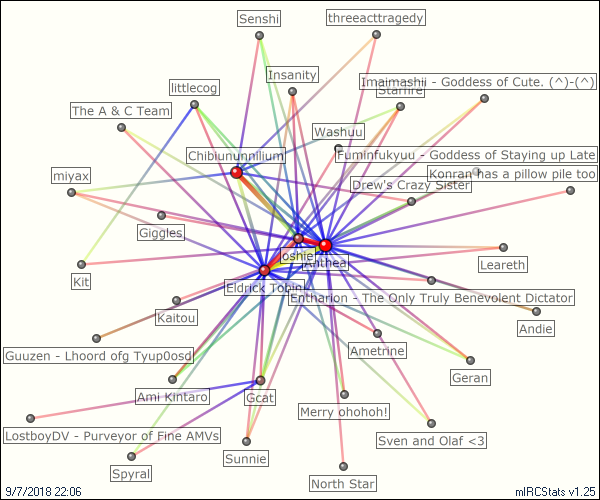 Senshi
threeacttragedy
Insanity
Imaimashii - Goddess of Cute. (^)-(^)
littlecog
Starfire
The A & C Team
Washuu
Chibiununnilium
Fuminfukyuu - Goddess of Staying up Late
miyax
Konran has a pillow pile too
Drew's Crazy Sister
Giggles
Joshie
Anthea
Leareth
Kit
Eldrick Tobin
Entharion - The Only Truly Benevolent Dictator
Kaitou
Andie
Guuzen - Lhoord ofg Tyup0osd
Ametrine
Geran
Ami Kintaro
Gcat
Merry ohohoh!
LostboyDV - Purveyor of Fine AMVs
Sven and Olaf <3
Sunnie
Spyral
North Star
9/7/2018 22:06
mIRCStats v1.25